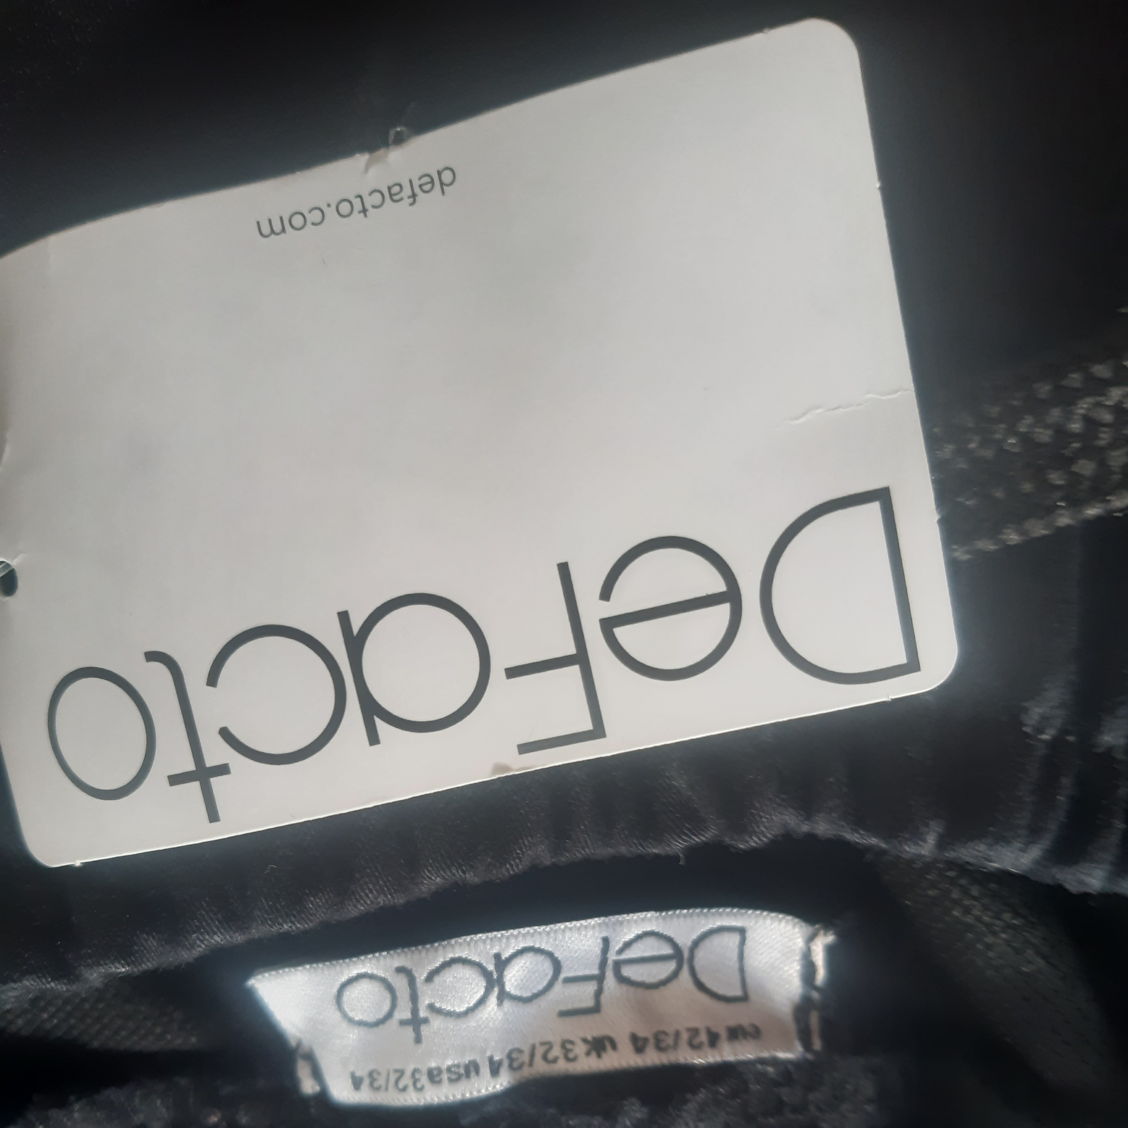 DeFacto
defacto.com
DeFacto
eur 42/34 uk 32/34 usa 32/34